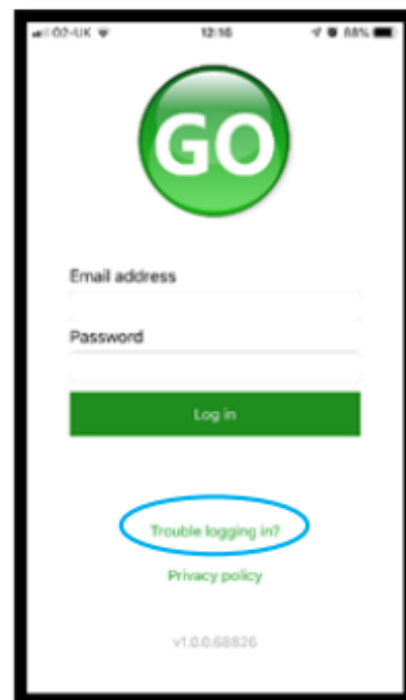 O2-UK 12:16 88%
GO
Email address
Password
Log in
Trouble logging in?
Privacy policy
v1.0.0.68826